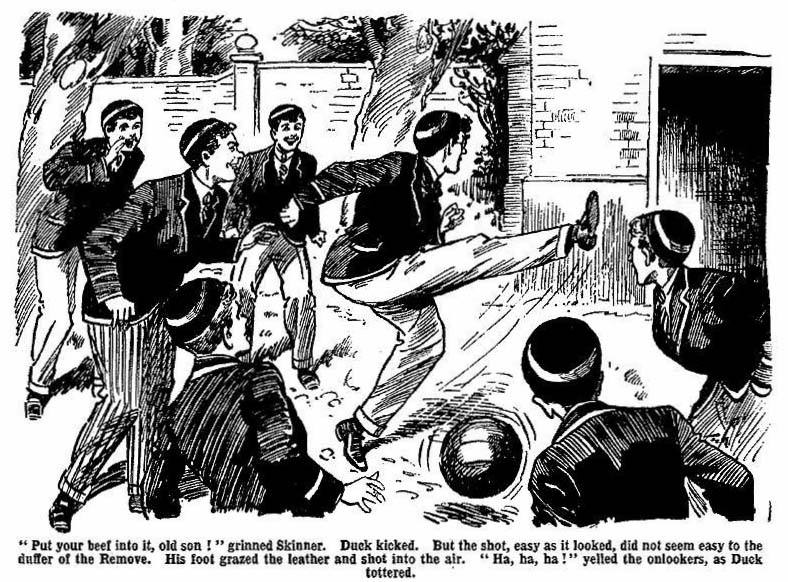 " Put your beef into it, old son ! " grinned Skinner. Duck kicked. But the shot, easy as it looked, did not seem easy to the
duffer of the Remove. His foot grazed the leather and shot into the air. " Ha, ha, ha ! " yelled the onlookers, as Duck
tottered.